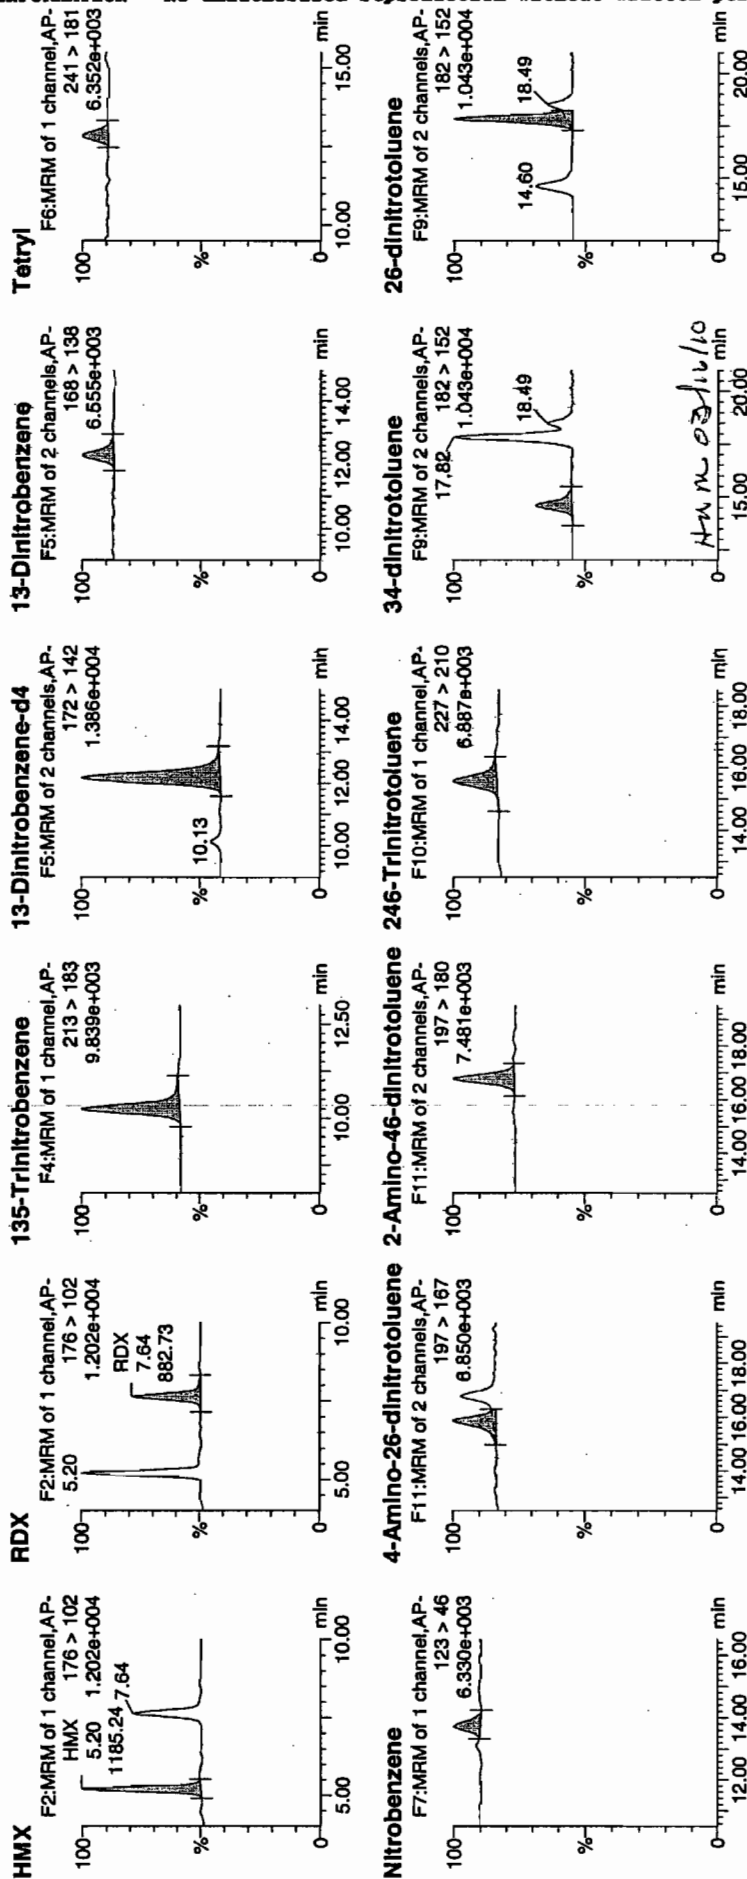 HMX
F2:MRM of 1 channel,AP-
176 > 102
1.202e+004
HMX
5.20
1185.24
7.64
100
%
0
5.00 10.00 min
RDX
F2:MRM of 1 channel,AP-
176 > 102
1.202e+004
5.20
RDX
7.64
882.73
100
%
0
5.00 10.00 min
135-Trinitrobenzene
F4:MRM of 1 channel,AP-
213 > 183
9.839e+003
100
%
0
10.00 12.50 min
13-Dinitrobenzene-d4
F5:MRM of 2 channels,AP-
172 > 142
1.386e+004
10.13
100
%
0
10.00 12.00 14.00 min
13-Dinitrobenzene
F5:MRM of 2 channels,AP-
168 > 138
6.555e+003
100
%
0
10.00 12.00 14.00 min
Tetryl
F6:MRM of 1 channel,AP-
241 > 181
6.352e+003
100
%
0
10.00 15.00 min
Nitrobenzene
F7:MRM of 1 channel,AP-
123 > 46
6.330e+003
100
%
0
12.00 14.00 16.00 min
4-Amino-26-dinitrotoluene
F11:MRM of 2 channels,AP-
197 > 167
6.850e+003
100
%
0
14.00 16.00 18.00 min
2-Amino-46-dinitrotoluene
F11:MRM of 2 channels,AP-
197 > 180
7.481e+003
100
%
0
14.00 16.00 18.00 min
246-Trinitrotoluene
F10:MRM of 1 channel,AP-
227 > 210
6.887e+003
100
%
0
14.00 16.00 18.00 min
34-dinitrotoluene
F9:MRM of 2 channels,AP-
182 > 152
1.043e+004
17.82
18.49
100
%
0
15.00 20.00 min
26-dinitrotoluene
F9:MRM of 2 channels,AP-
182 > 152
1.043e+004
14.60
18.49
100
%
0
15.00 20.00 min